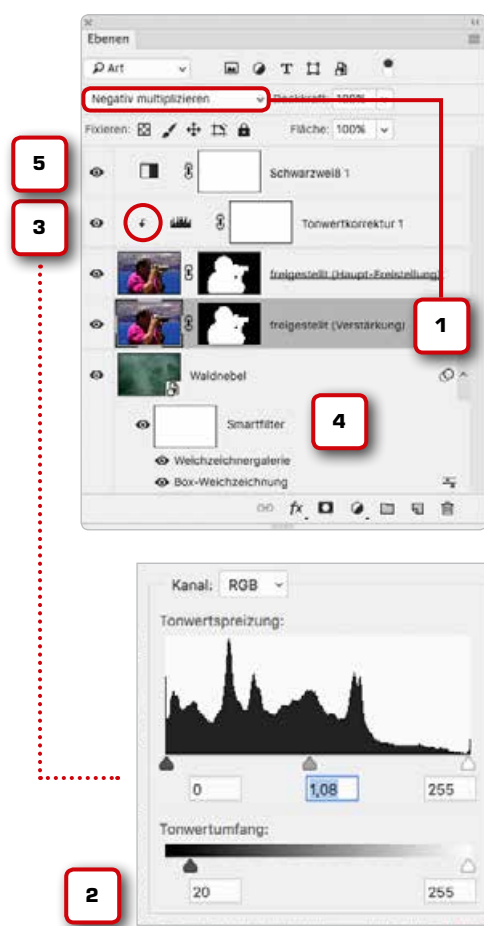 Ebenen
Art
Negativ multiplizieren Deckkraft: 100%
Fixieren: Fläche: 100%
5
Schwarzweiß 1
3
Tonwertkorrektur 1
freigestellt (Haupt-Freistellung)
freigestellt (Verstärkung)
1
Waldnebel
Smartfilter
4
Weichzeichnergalerie
Box-Weichzeichnung
fx
Kanal: RGB
Tonwertspreizung:
0 1,08 255
Tonwertumfang:
2
20 255